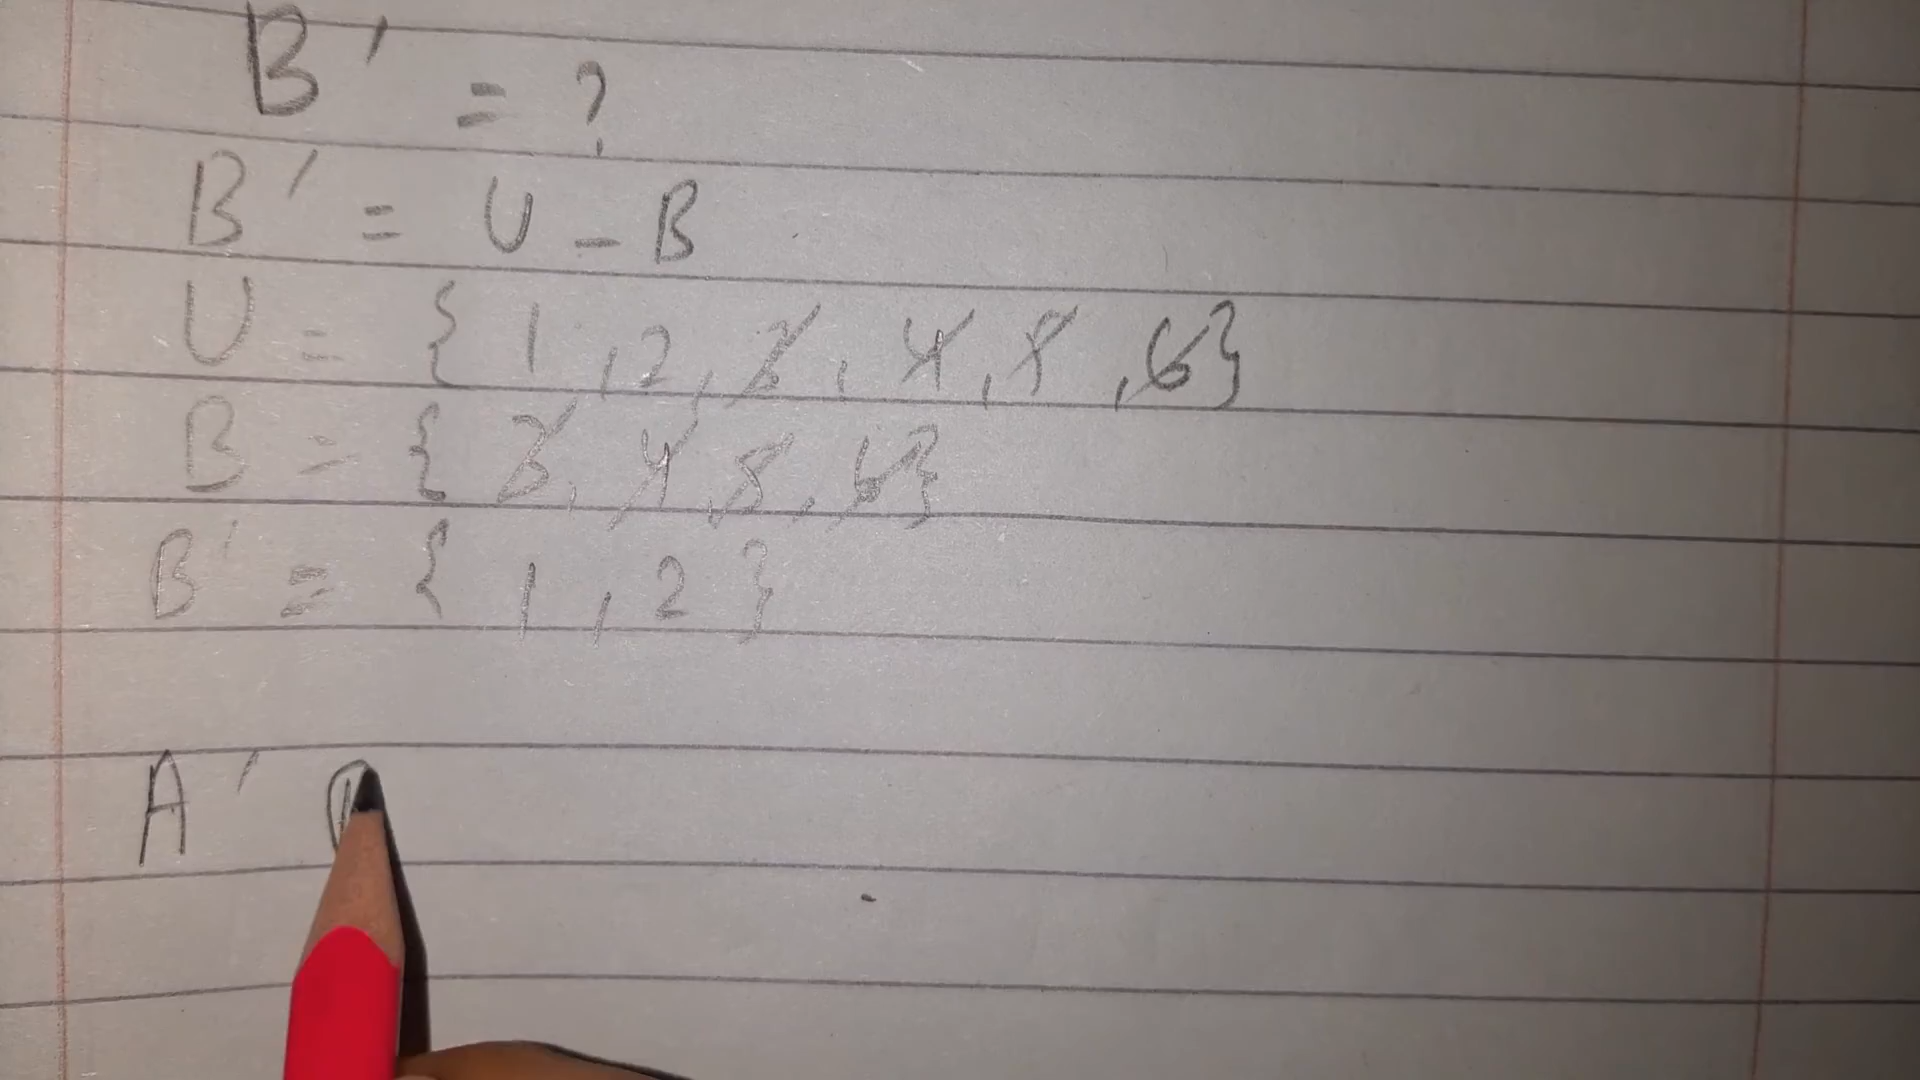 B' = ?
B' = U - B
U = { 1, 2, 3, 4, 5, 6}
B = { 3, 4, 5, 6}
B' = { 1, 2 }
A'